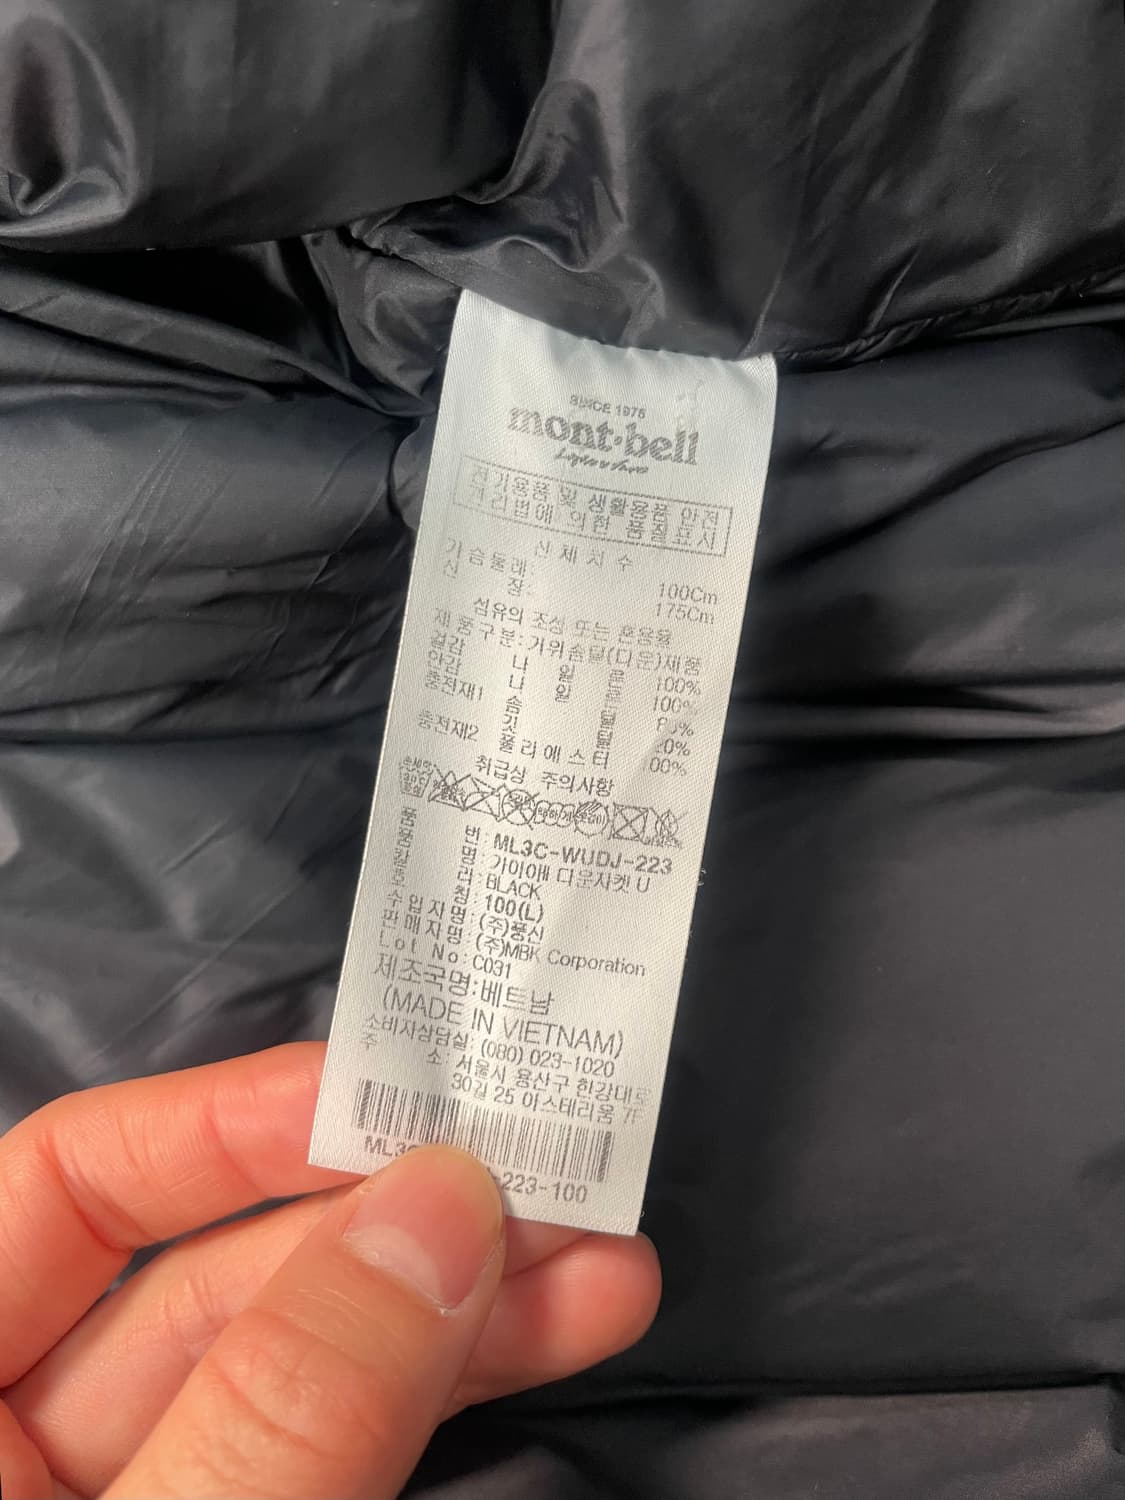 SINCE 1975
mont·bell
전기용품 및 생활용품 안전
관리법에 의한 품질표시
신체치수
가슴둘레: 100Cm
신 장: 175Cm
섬유의 조성 또는 혼용율
제품구분:거위솜털(다운)제품
겉감 나 일 론 100%
안감 나 일 론 100%
충전재1 솜 털
깃 털
충전재2 폴리에스터
취급상 주의사항
품 번: ML3C-WUDJ-223
품 명: 가이아 다운자켓 U
칼 라: BLACK
호 칭: 100(L)
수입자명: (주)풍신
판매자명: (주)MBK Corporation
Lot No: C031
제조국명:베트남
(MADE IN VIETNAM)
소비자상담실: (080) 023-1020
주 소: 서울시 용산구 한강대로
30길 25 아스테리움 7F
-223-100